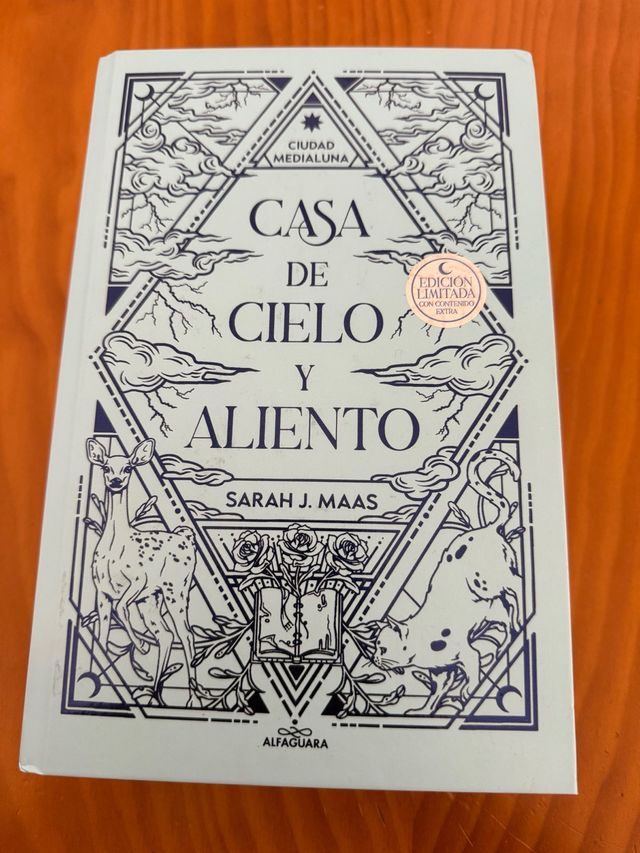 CIUDAD
MEDIALUNA
CASA
DE
CIELO
Y
ALIENTO
EDICIÓN
LIMITADA
CON CONTENIDO
EXTRA
SARAH J. MAAS
ALFAGUARA